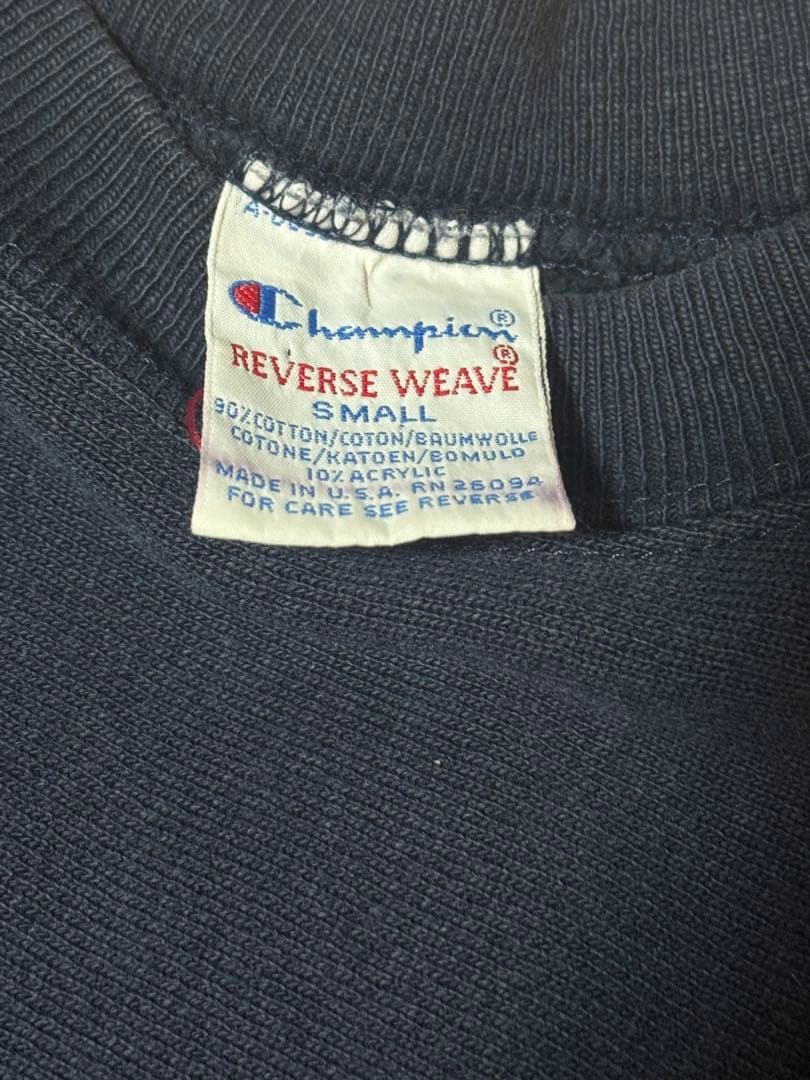 Champion®
REVERSE WEAVE®
SMALL
90% COTTON/COTON/BAUMWOLLE
COTONE/KATOEN/BOMULD
10% ACRYLIC
MADE IN U.S.A. RN 26094
FOR CARE SEE REVERSE